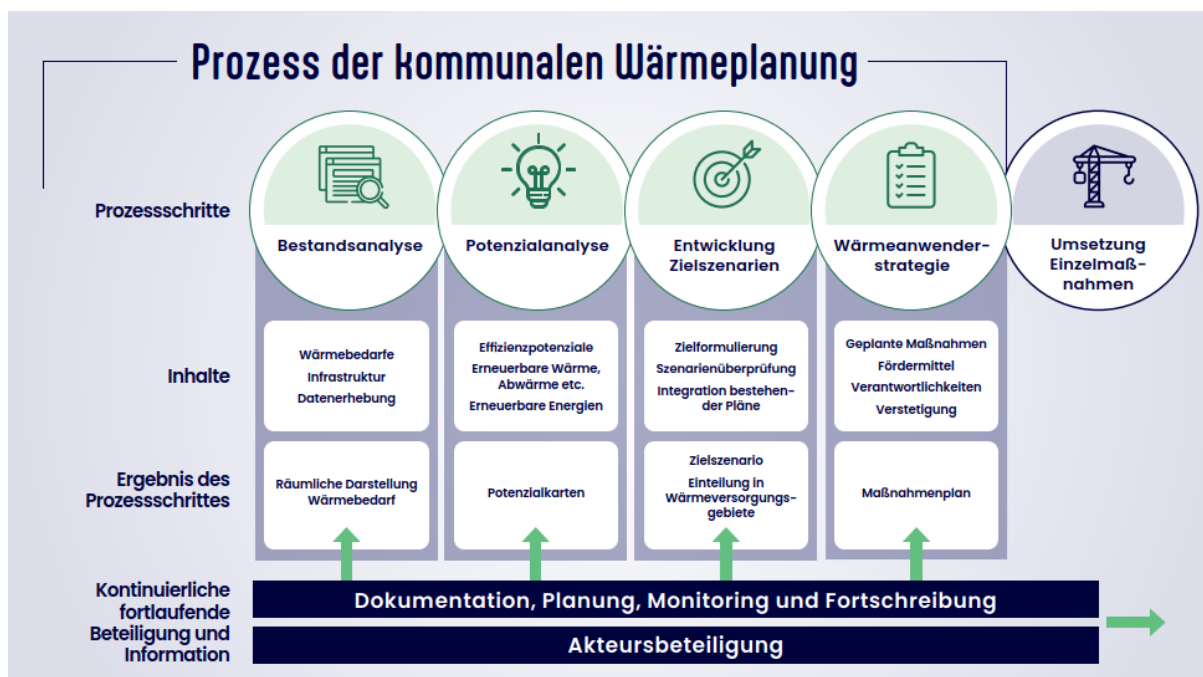 Prozess der kommunalen Wärmeplanung
Prozessschritte
Bestandsanalyse
Potenzialanalyse
Entwicklung
Zielszenarien
Wärmeanwender-
strategie
Umsetzung
Einzelmaß-
nahmen
Inhalte
Wärmebedarfe
Infrastruktur
Datenerhebung
Effizienzpotenziale
Erneuerbare Wärme,
Abwärme etc.
Erneuerbare Energien
Zielformulierung
Szenarienüberprüfung
Integration bestehen-
der Pläne
Geplante Maßnahmen
Fördermittel
Verantwortlichkeiten
Verstetigung
Ergebnis des
Prozessschrittes
Räumliche Darstellung
Wärmebedarf
Potenzialkarten
Zielszenario
Einteilung in
Wärmeversorgungs-
gebiete
Maßnahmenplan
Kontinuierliche
fortlaufende
Beteiligung und
Information
Dokumentation, Planung, Monitoring und Fortschreibung
Akteursbeteiligung